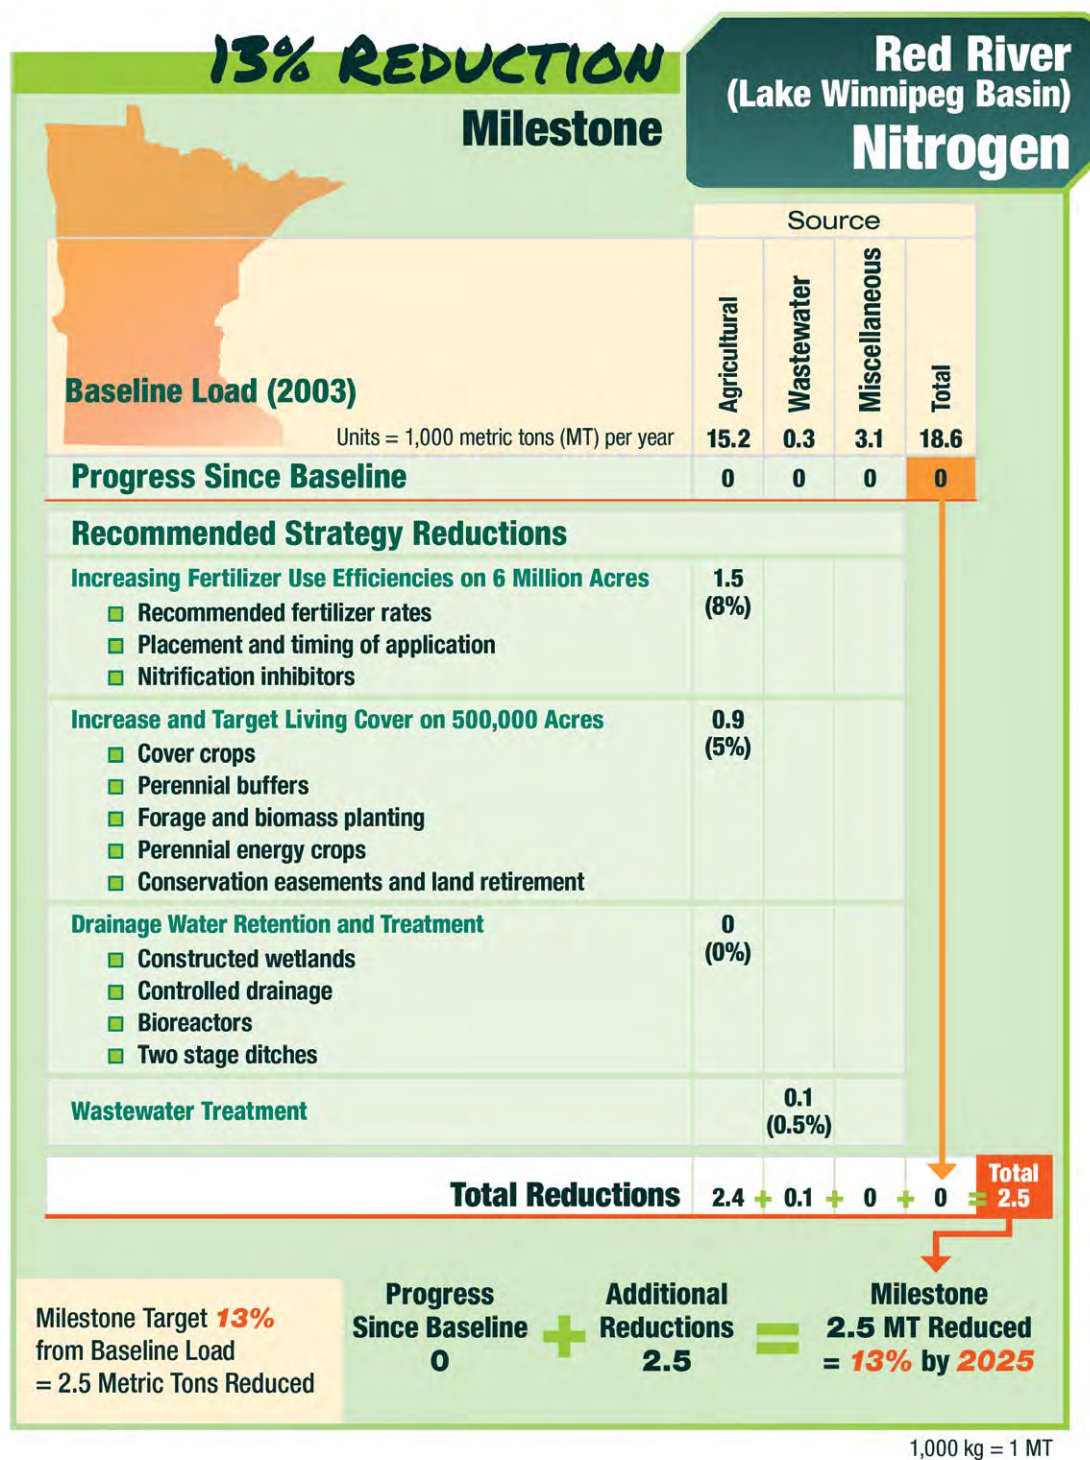 13% REDUCTION
Milestone
Red River
(Lake Winnipeg Basin)
Nitrogen
Source
Agricultural
Wastewater
Miscellaneous
Total
Baseline Load (2003)
Units = 1,000 metric tons (MT) per year 15.2 0.3 3.1 18.6
Progress Since Baseline 0 0 0 0
Recommended Strategy Reductions
Increasing Fertilizer Use Efficiencies on 6 Million Acres 1.5
(8%)
Recommended fertilizer rates
Placement and timing of application
Nitrification inhibitors
Increase and Target Living Cover on 500,000 Acres 0.9
(5%)
Cover crops
Perennial buffers
Forage and biomass planting
Perennial energy crops
Conservation easements and land retirement
Drainage Water Retention and Treatment 0
(0%)
Constructed wetlands
Controlled drainage
Bioreactors
Two stage ditches
Wastewater Treatment 0.1
(0.5%)
Total Reductions 2.4 + 0.1 + 0 + 0 = Total 2.5
Milestone Target 13%
from Baseline Load
= 2.5 Metric Tons Reduced
Progress
Since Baseline
0
+
Additional
Reductions
2.5
=
Milestone
2.5 MT Reduced
= 13% by 2025
1,000 kg = 1 MT